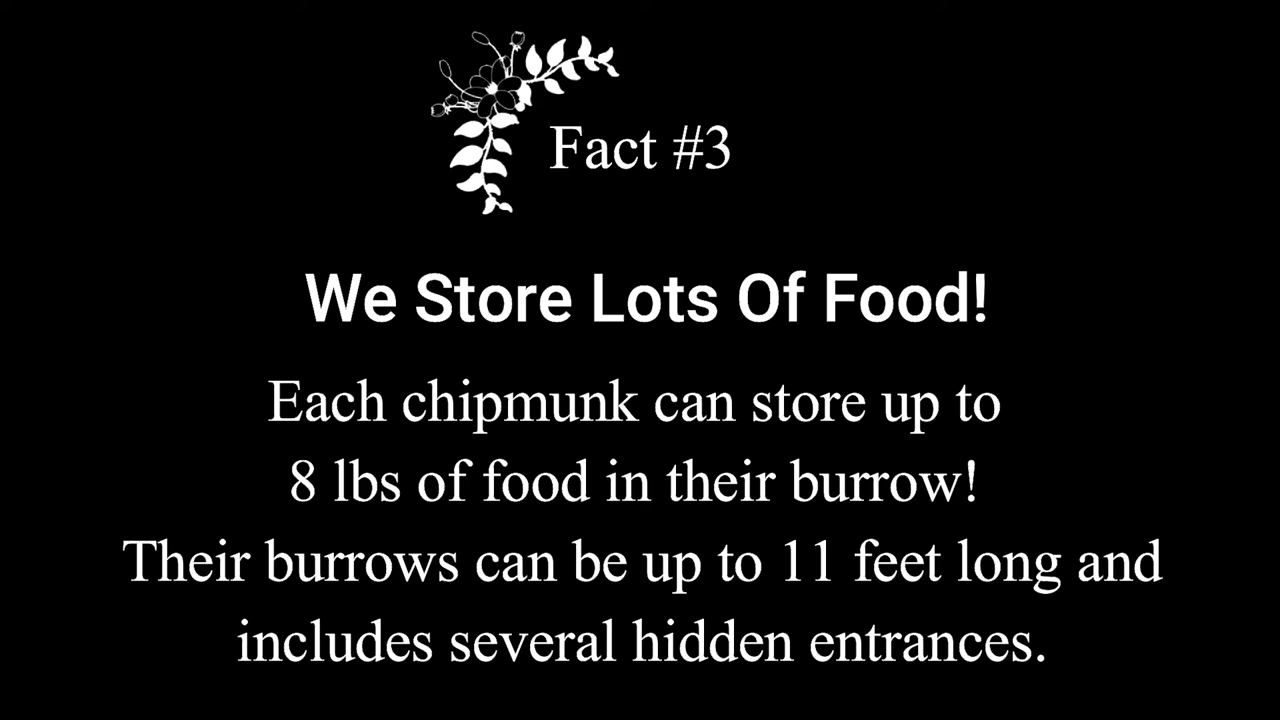 Fact #3
We Store Lots Of Food!
Each chipmunk can store up to
8 lbs of food in their burrow!
Their burrows can be up to 11 feet long and
includes several hidden entrances.